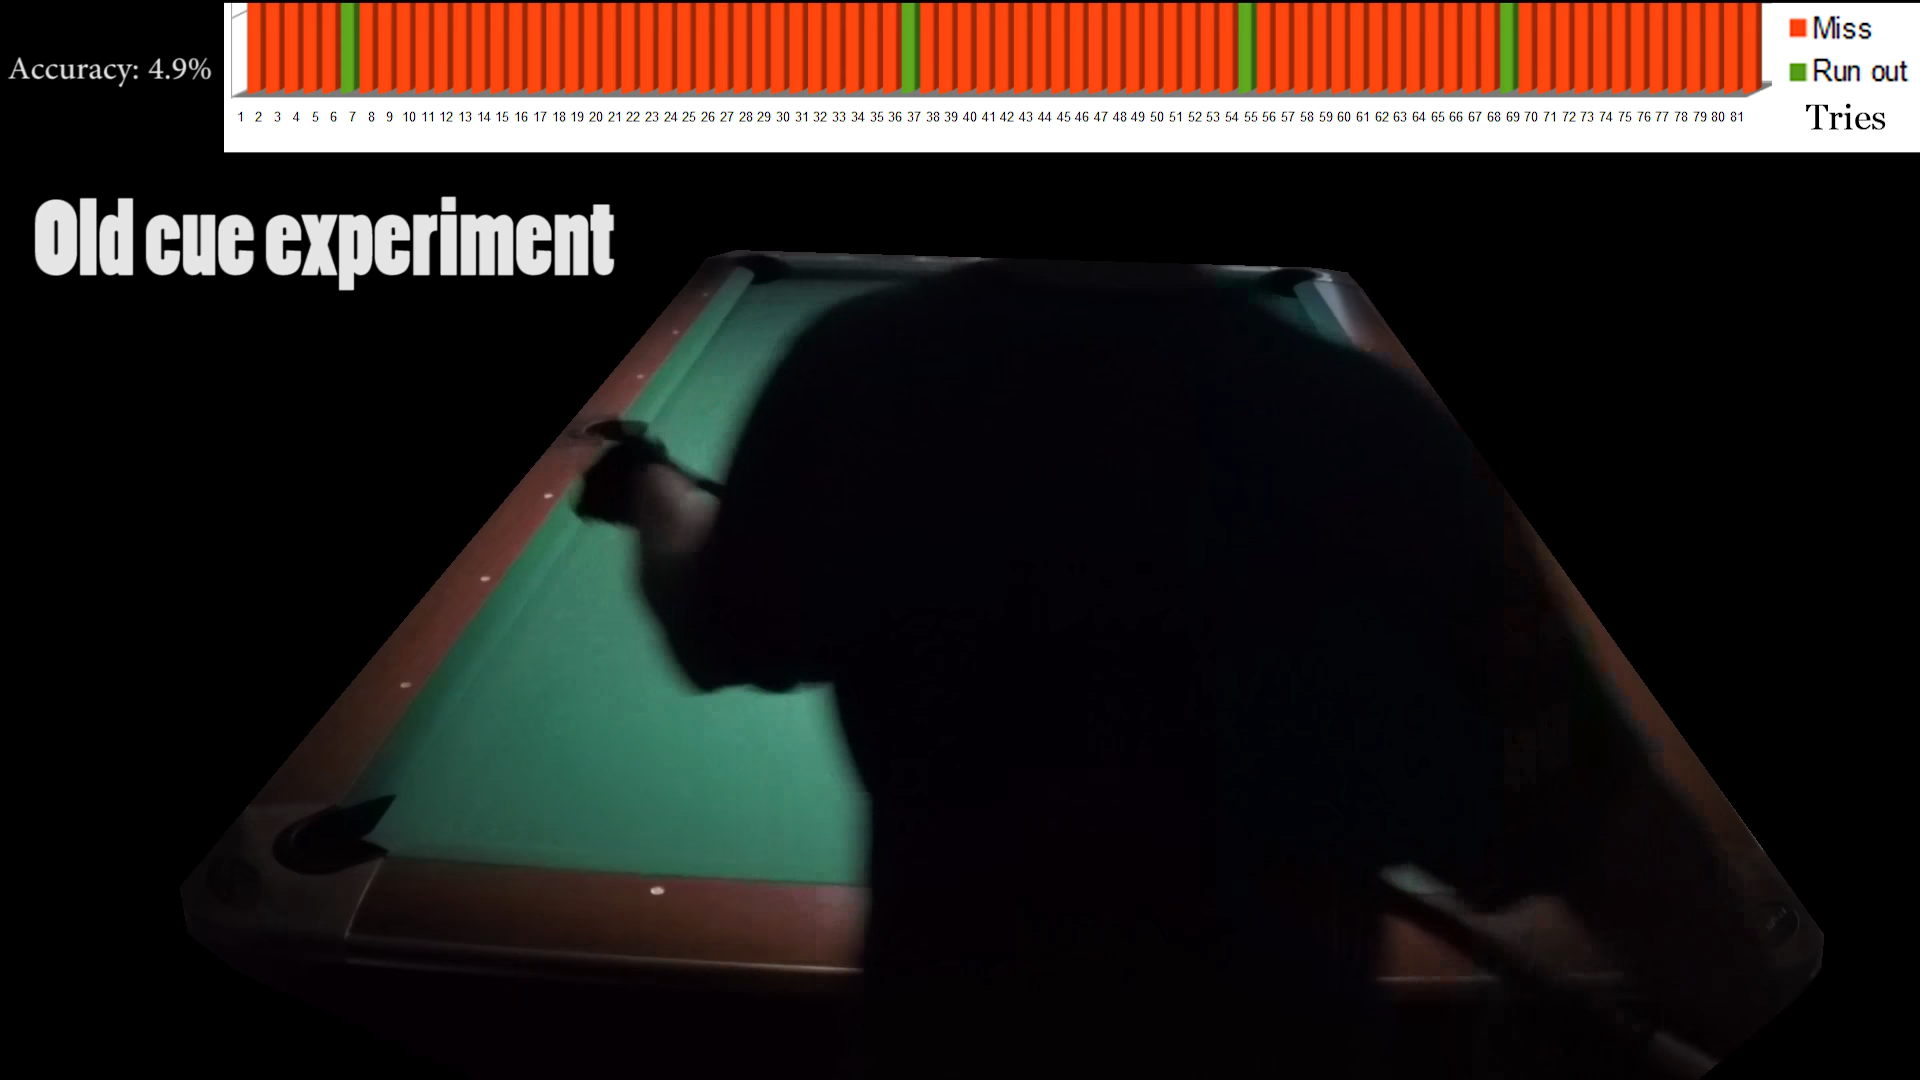 Miss
Accuracy: 4.9%
Run out
1 2 3 4 5 6 7 8 9 10 11 12 13 14 15 16 17 18 19 20 21 22 23 24 25 26 27 28 29 30 31 32 33 34 35 36 37 38 39 40 41 42 43 44 45 46 47 48 49 50 51 52 53 54 55 56 57 58 59 60 61 62 63 64 65 66 67 68 69 70 71 72 73 74 75 76 77 78 79 80 81
Tries
Old cue experiment